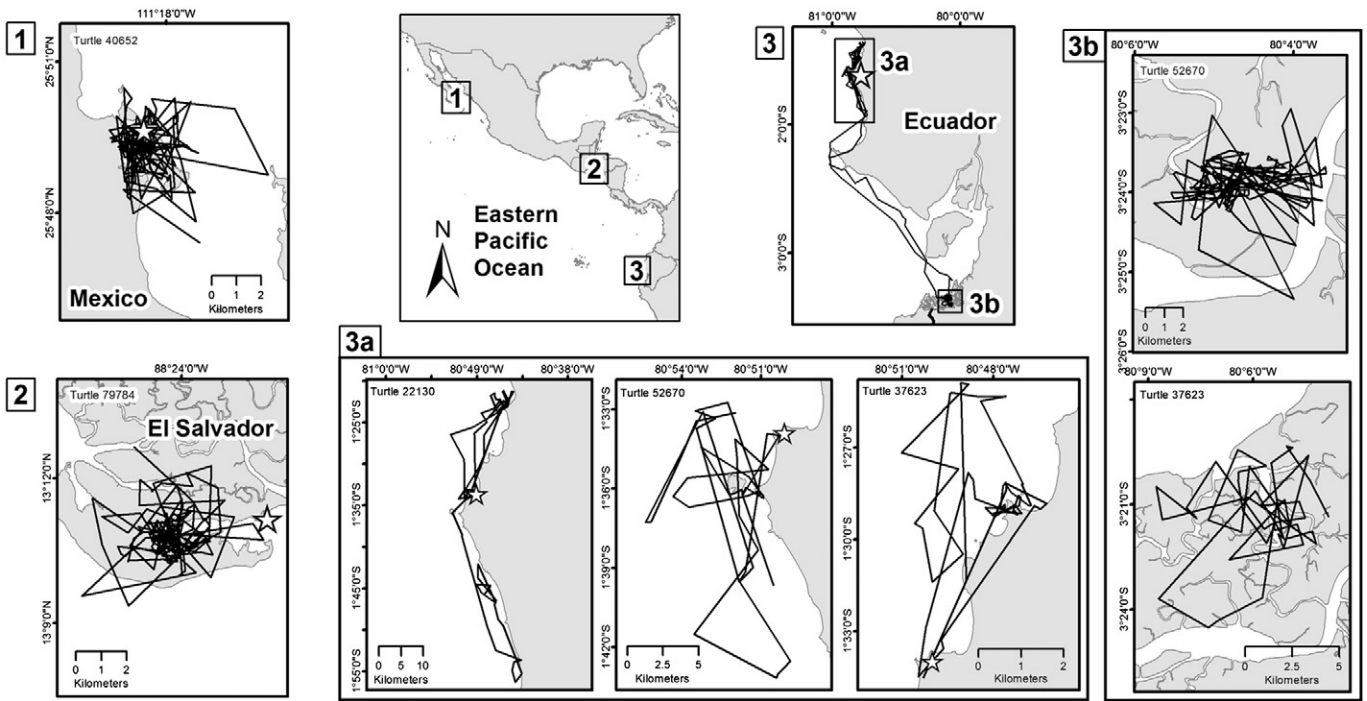 1
111°18'0"W
Turtle 40652
25°51'0"N
25°48'0"N
Mexico
0 1 2
Kilometers
1
2
3
N
Eastern
Pacific
Ocean
3
81°0'0"W 80°0'0"W
3a
Ecuador
2°0'0"S
3°0'0"S
3b
3b
80°6'0"W 80°4'0"W
Turtle 52670
3°23'0"S
3°24'0"S
3°25'0"S
3°26'0"S
0 1 2
Kilometers
80°9'0"W 80°6'0"W
Turtle 37623
3°21'0"S
3°24'0"S
0 2.5 5
Kilometers
2
88°24'0"W
Turtle 79784
El Salvador
13°12'0"N
13°9'0"N
0 1 2
Kilometers
3a
81°0'0"W 80°49'0"W 80°38'0"W
Turtle 22130
1°25'0"S
1°35'0"S
1°45'0"S
1°55'0"S
0 5 10
Kilometers
80°54'0"W 80°51'0"W
Turtle 52670
1°33'0"S
1°36'0"S
1°39'0"S
1°42'0"S
0 2.5 5
Kilometers
80°51'0"W 80°48'0"W
Turtle 37623
1°27'0"S
1°30'0"S
1°33'0"S
0 1 2
Kilometers